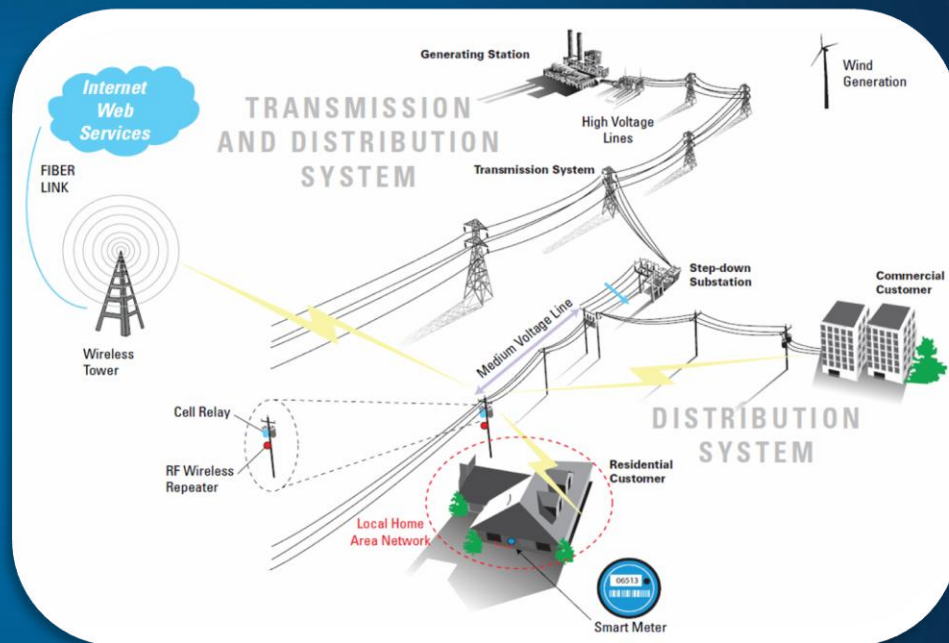 Generating Station
Wind
Generation
Internet
Web
Services
TRANSMISSION
AND DISTRIBUTION
SYSTEM
High Voltage
Lines
FIBER
LINK
Transmission System
Step-down
Substation
Commercial
Customer
Medium Voltage Line
Wireless
Tower
Cell Relay
DISTRIBUTION
SYSTEM
RF Wireless
Repeater
Residential
Customer
Local Home
Area Network
06513
Smart Meter